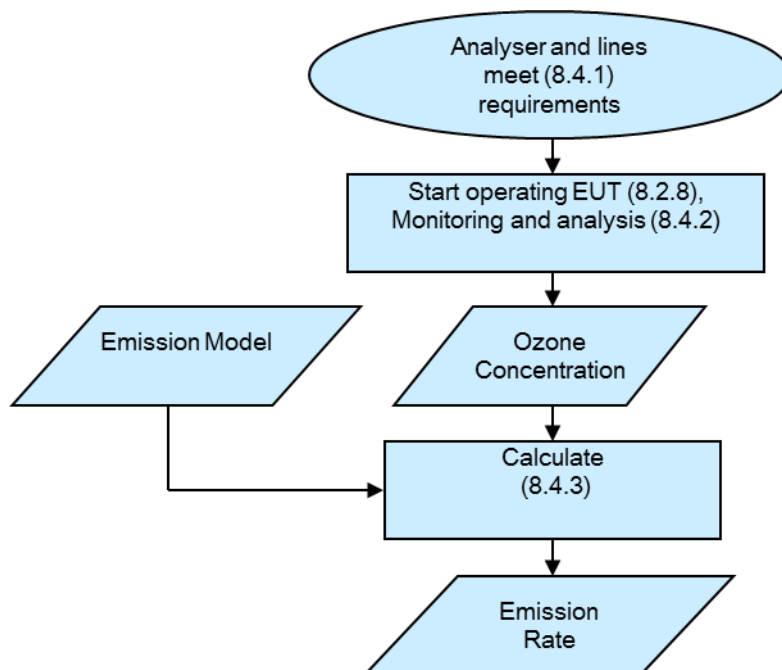 Analyser and lines
meet (8.4.1)
requirements
Start operating EUT (8.2.8),
Monitoring and analysis (8.4.2)
Emission Model
Ozone
Concentration
Calculate
(8.4.3)
Emission
Rate